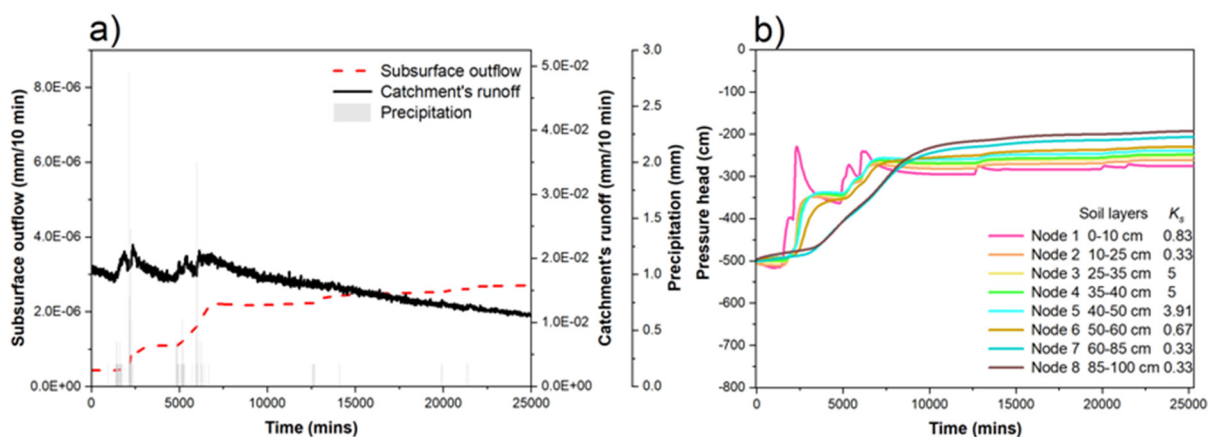 a)
Subsurface outflow (mm/10 min)
8.0E-06
6.0E-06
4.0E-06
2.0E-06
0.0E+00
Subsurface outflow
Catchment's runoff
Precipitation
0
5000
10000
15000
20000
25000
Time (mins)
5.0E-02
4.0E-02
3.0E-02
2.0E-02
1.0E-02
0.0E+00
Catchment's runoff (mm/10 min)
3.0
2.5
2.0
1.5
1.0
0.5
0.0
Precipitation (mm)
b)
Pressure head (cm)
0
-100
-200
-300
-400
-500
-600
-700
-800
Soil layers Ks
Node 1 0-10 cm 0.83
Node 2 10-25 cm 0.33
Node 3 25-35 cm 5
Node 4 35-40 cm 5
Node 5 40-50 cm 3.91
Node 6 50-60 cm 0.67
Node 7 60-85 cm 0.33
Node 8 85-100 cm 0.33
0
5000
10000
15000
20000
25000
Time (mins)